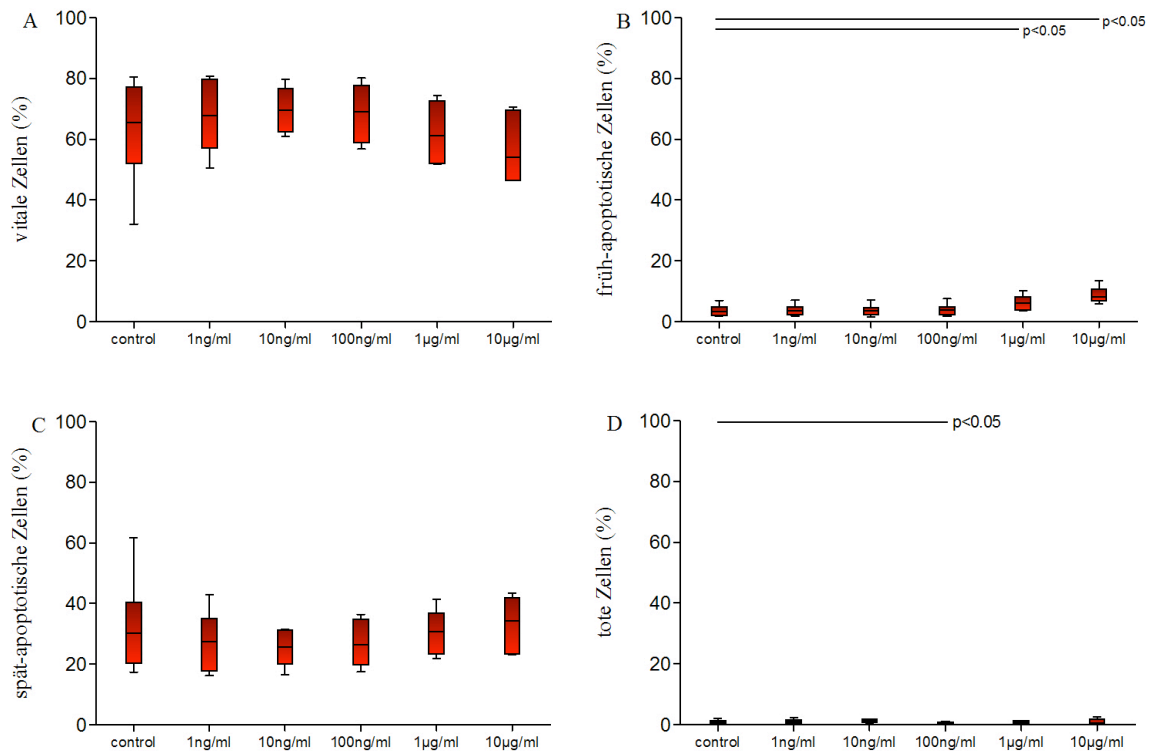 A
vitale Zellen (%)
100
80
60
40
20
0
control 1ng/ml 10ng/ml 100ng/ml 1µg/ml 10µg/ml
B
früh-apoptotische Zellen (%)
100
80
60
40
20
0
p<0.05
p<0.05
control 1ng/ml 10ng/ml 100ng/ml 1µg/ml 10µg/ml
C
spät-apoptotische Zellen (%)
100
80
60
40
20
0
control 1ng/ml 10ng/ml 100ng/ml 1µg/ml 10µg/ml
D
tote Zellen (%)
100
80
60
40
20
0
p<0.05
control 1ng/ml 10ng/ml 100ng/ml 1µg/ml 10µg/ml